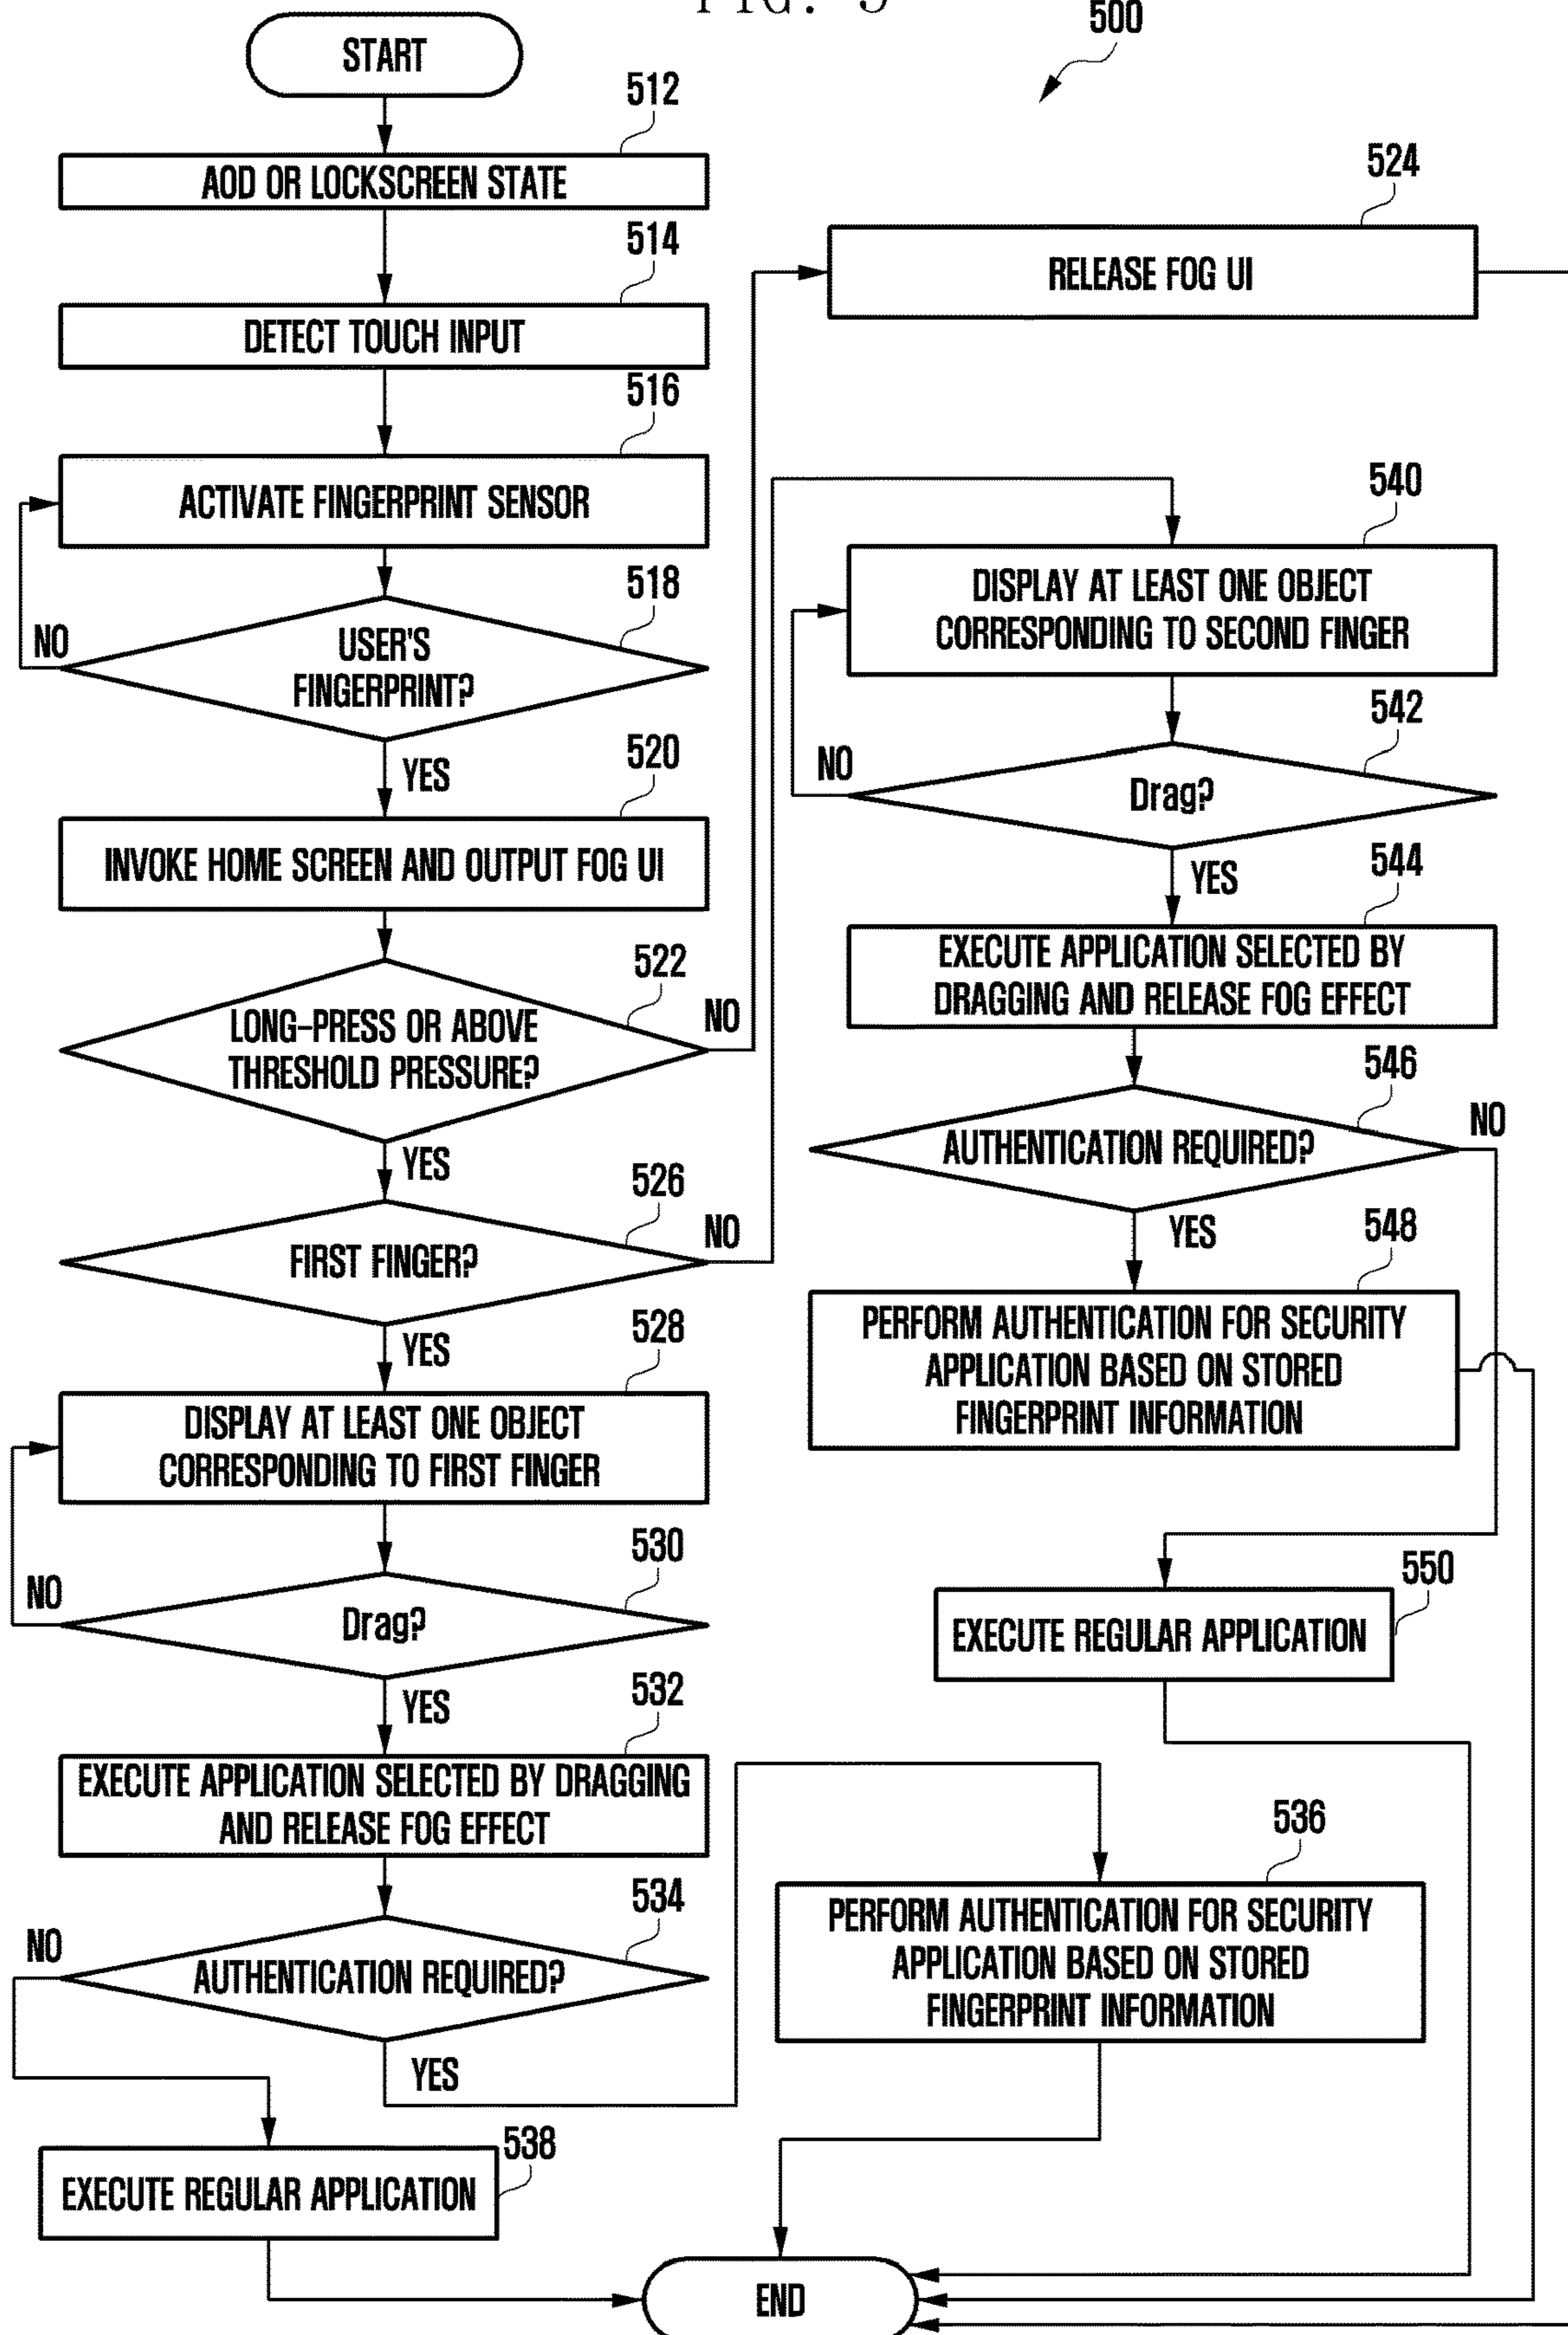 FIG. 5
500
START
512
AOD OR LOCKSCREEN STATE
514
DETECT TOUCH INPUT
516
ACTIVATE FINGERPRINT SENSOR
518
USER'S
FINGERPRINT?
NO
YES
520
INVOKE HOME SCREEN AND OUTPUT FOG UI
522
LONG-PRESS OR ABOVE
THRESHOLD PRESSURE?
NO
YES
524
RELEASE FOG UI
526
FIRST FINGER?
NO
YES
528
DISPLAY AT LEAST ONE OBJECT
CORRESPONDING TO FIRST FINGER
530
Drag?
NO
YES
532
EXECUTE APPLICATION SELECTED BY DRAGGING
AND RELEASE FOG EFFECT
534
AUTHENTICATION REQUIRED?
NO
YES
536
PERFORM AUTHENTICATION FOR SECURITY
APPLICATION BASED ON STORED
FINGERPRINT INFORMATION
538
EXECUTE REGULAR APPLICATION
540
DISPLAY AT LEAST ONE OBJECT
CORRESPONDING TO SECOND FINGER
542
Drag?
NO
YES
544
EXECUTE APPLICATION SELECTED BY
DRAGGING AND RELEASE FOG EFFECT
546
AUTHENTICATION REQUIRED?
NO
YES
548
PERFORM AUTHENTICATION FOR SECURITY
APPLICATION BASED ON STORED
FINGERPRINT INFORMATION
550
EXECUTE REGULAR APPLICATION
END